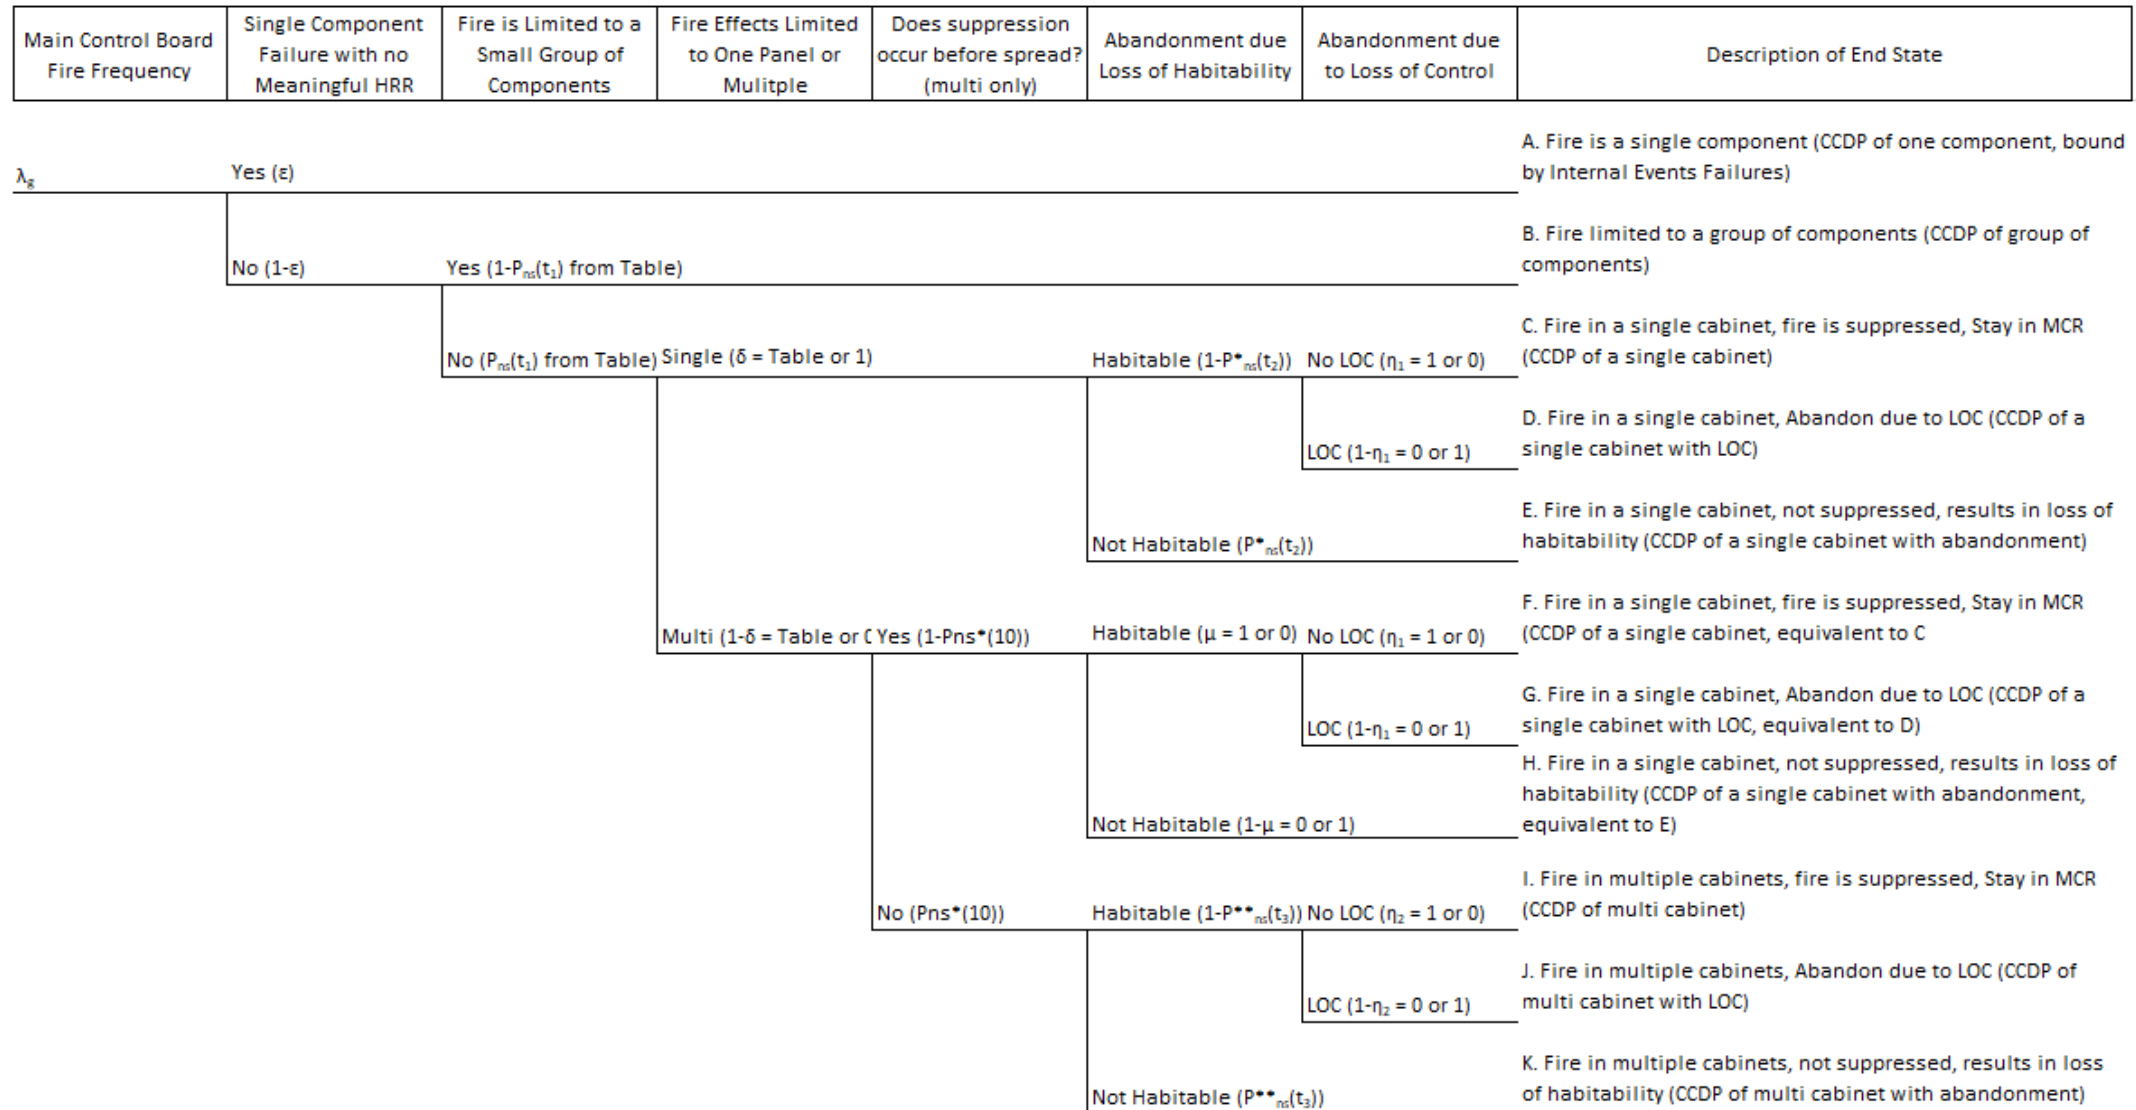 Main Control Board
Fire Frequency
Single Component
Failure with no
Meaningful HRR
Fire is Limited to a
Small Group of
Components
Fire Effects Limited
to One Panel or
Mulitple
Does suppression
occur before spread?
(multi only)
Abandonment due
Loss of Habitability
Abandonment due
to Loss of Control
Description of End State
λg
Yes (ε)
A. Fire is a single component (CCDP of one component, bound
by Internal Events Failures)
No (1-ε)
Yes (1-Pns(t1) from Table)
B. Fire limited to a group of components (CCDP of group of
components)
No (Pns(t1) from Table)
Single (δ = Table or 1)
Habitable (1-P*ns(t2))
No LOC (η1 = 1 or 0)
C. Fire in a single cabinet, fire is suppressed, Stay in MCR
(CCDP of a single cabinet)
LOC (1-η1 = 0 or 1)
D. Fire in a single cabinet, Abandon due to LOC (CCDP of a
single cabinet with LOC)
Not Habitable (P*ns(t2))
E. Fire in a single cabinet, not suppressed, results in loss of
habitability (CCDP of a single cabinet with abandonment)
Multi (1-δ = Table or
Yes (1-Pns*(10))
Habitable (μ = 1 or 0)
No LOC (η1 = 1 or 0)
F. Fire in a single cabinet, fire is suppressed, Stay in MCR
(CCDP of a single cabinet, equivalent to C
LOC (1-η1 = 0 or 1)
G. Fire in a single cabinet, Abandon due to LOC (CCDP of a
single cabinet with LOC, equivalent to D)
Not Habitable (1-μ = 0 or 1)
H. Fire in a single cabinet, not suppressed, results in loss of
habitability (CCDP of a single cabinet with abandonment,
equivalent to E)
No (Pns*(10))
Habitable (1-P**ns(t3))
No LOC (η2 = 1 or 0)
I. Fire in multiple cabinets, fire is suppressed, Stay in MCR
(CCDP of multi cabinet)
LOC (1-η2 = 0 or 1)
J. Fire in multiple cabinets, Abandon due to LOC (CCDP of
multi cabinet with LOC)
Not Habitable (P**ns(t3))
K. Fire in multiple cabinets, not suppressed, results in loss
of habitability (CCDP of multi cabinet with abandonment)